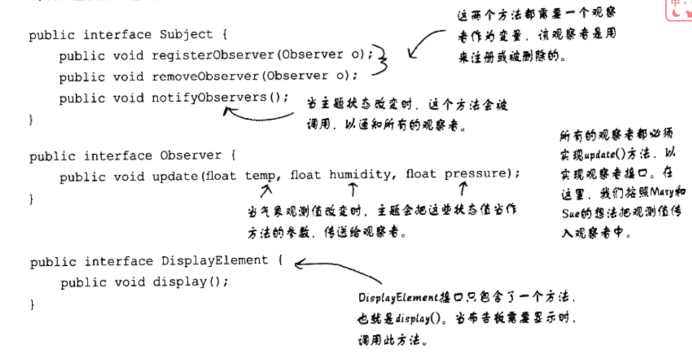 public interface Subject {
public void registerObserver(Observer o);
public void removeObserver(Observer o);
public void notifyObservers();
}
这两个方法都需要一个观察
者作为变量，该观察者是用
来注册或被删除的。
当主题状态改变时，这个方法会被
调用，以通知所有的观察者。
public interface Observer {
public void update(float temp, float humidity, float pressure);
}
当气象观测值改变时，主题会把这些状态值当作
方法的参数，传送给观察者。
所有的观察者都必须
实现update()方法，以
实现观察者接口。在
这里，我们按照Mary和
Sue的想法把观测值传
入观察者中。
public interface DisplayElement {
public void display();
}
DisplayElement接口只包含了一个方法，
也就是display()。当布告板需要显示时，
调用此方法。